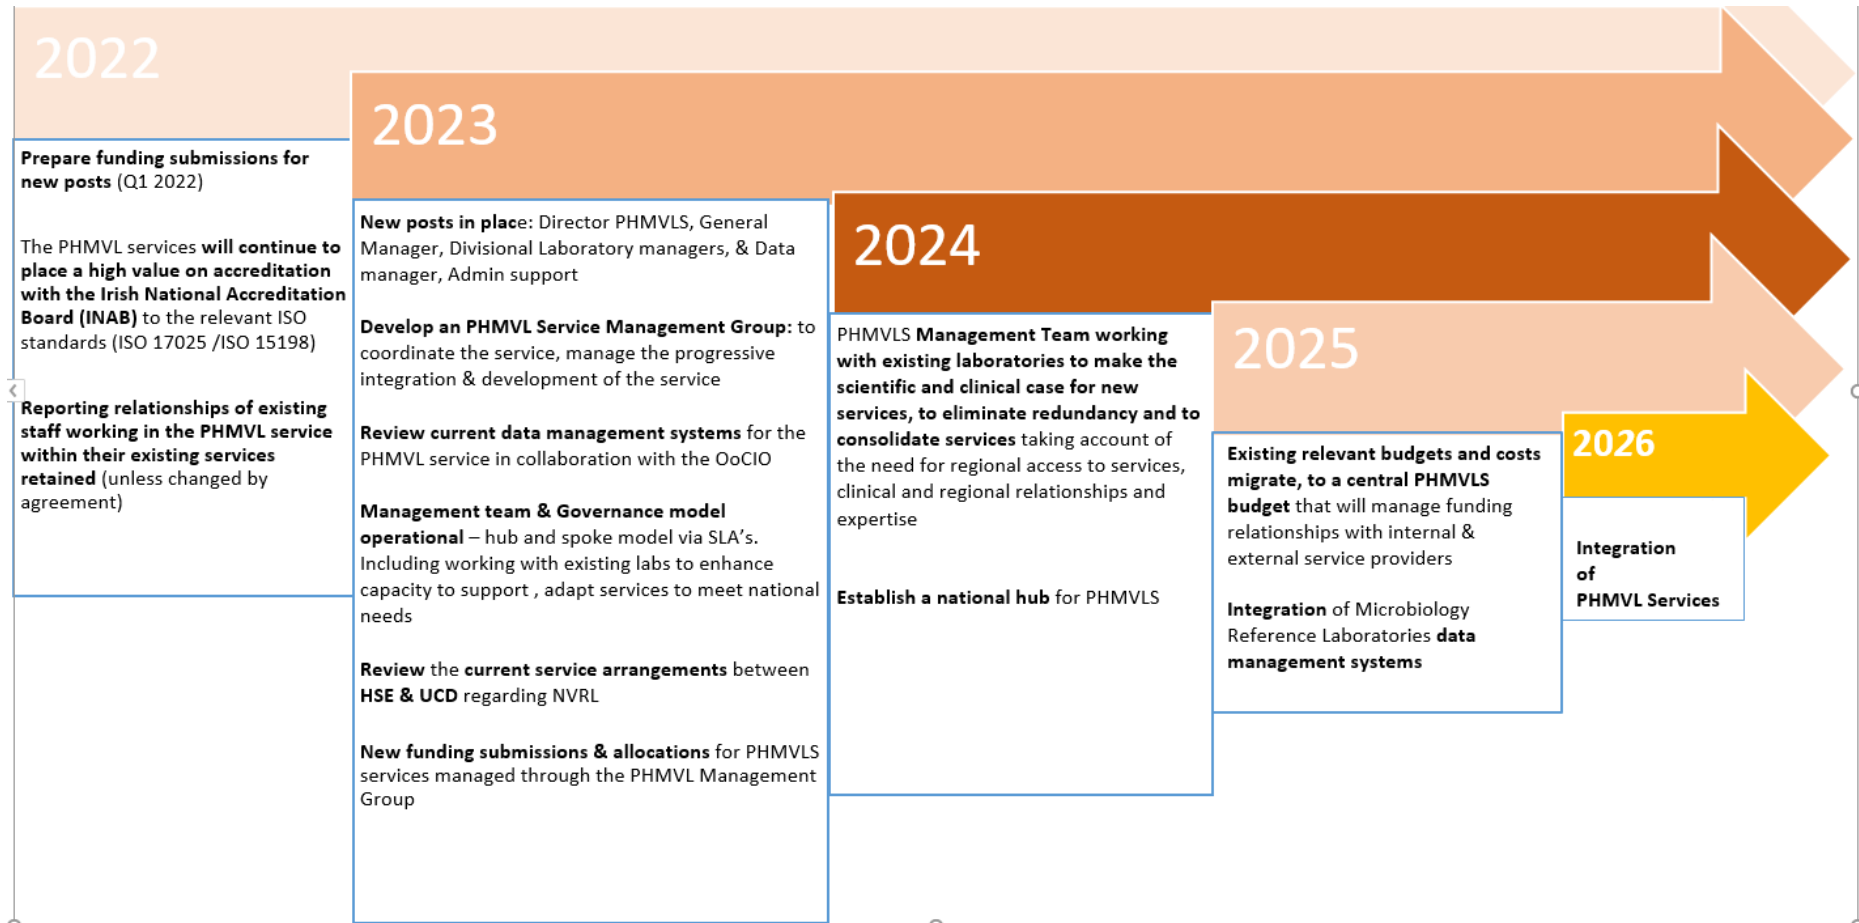 2022
Prepare funding submissions for
new posts (Q1 2022)
The PHMVL services will continue to
place a high value on accreditation
with the Irish National Accreditation
Board (INAB) to the relevant ISO
standards (ISO 17025 /ISO 15198)
Reporting relationships of existing
staff working in the PHMVL service
within their existing services
retained (unless changed by
agreement)
2023
New posts in place: Director PHMVLS, General
Manager, Divisional Laboratory managers, & Data
manager, Admin support
Develop an PHMVL Service Management Group: to
coordinate the service, manage the progressive
integration & development of the service
Review current data management systems for the
PHMVL service in collaboration with the OoCIO
Management team & Governance model
operational – hub and spoke model via SLA's.
Including working with existing labs to enhance
capacity to support , adapt services to meet national
needs
Review the current service arrangements between
HSE & UCD regarding NVRL
New funding submissions & allocations for PHMVLS
services managed through the PHMVL Management
Group
2024
PHMVLS Management Team working
with existing laboratories to make the
scientific and clinical case for new
services, to eliminate redundancy and to
consolidate services taking account of
the need for regional access to services,
clinical and regional relationships and
expertise
Establish a national hub for PHMVLS
2025
Existing relevant budgets and costs
migrate, to a central PHMVLS
budget that will manage funding
relationships with internal &
external service providers
Integration of Microbiology
Reference Laboratories data
management systems
2026
Integration
of
PHMVL Services